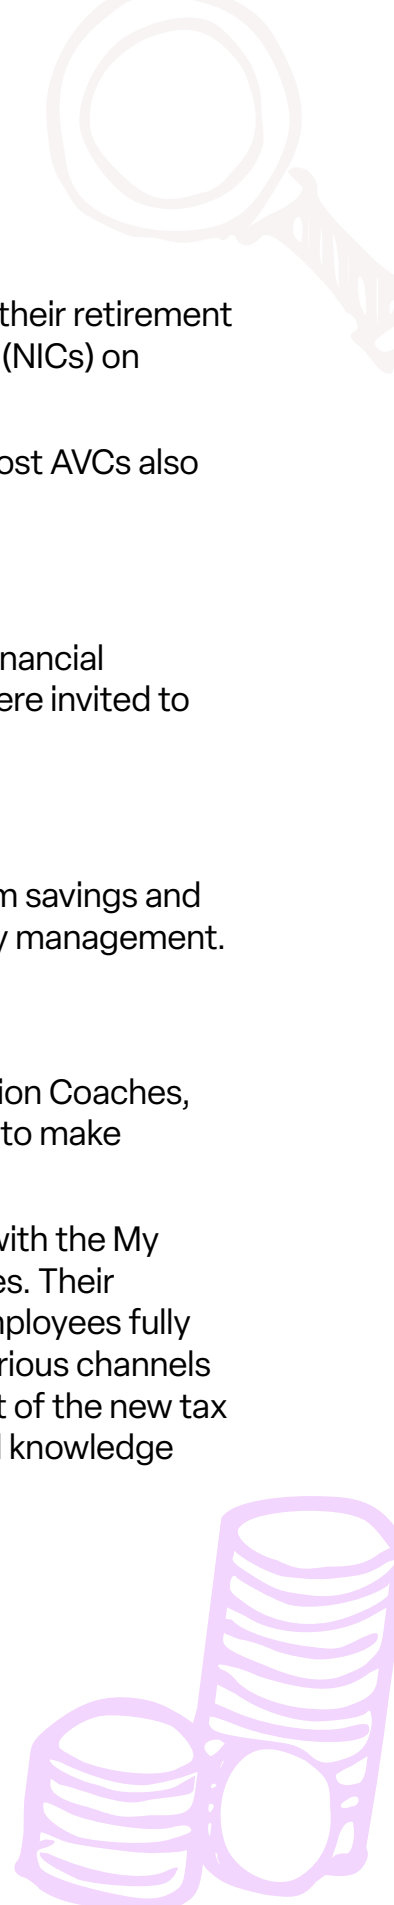 their retirement
(NICs) on
ost AVCs also
nancial
ere invited to
m savings and
y management.
ion Coaches,
to make
with the My
es. Their
nployees fully
rious channels
t of the new tax
knowledge